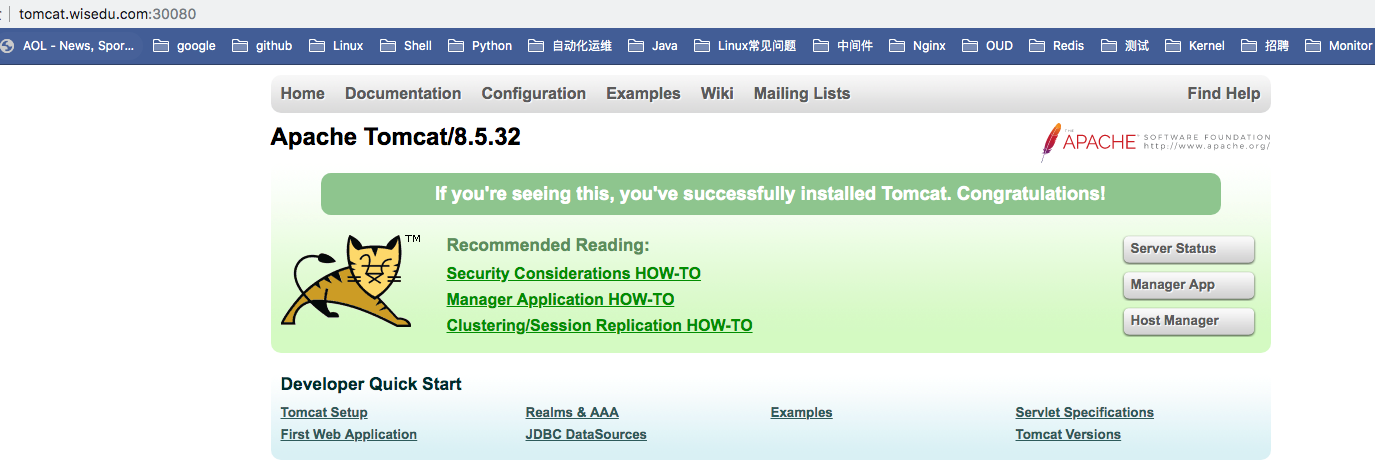 tomcat.wisedu.com:30080
AOL - News, Spor... google github Linux Shell Python 自动化运维 Java Linux常见问题 中间件 Nginx OUD Redis 测试 Kernel 招聘 Monitor
Home Documentation Configuration Examples Wiki Mailing Lists Find Help
Apache Tomcat/8.5.32
THE APACHE SOFTWARE FOUNDATION
http://www.apache.org/
If you're seeing this, you've successfully installed Tomcat. Congratulations!
TM
Recommended Reading:
Security Considerations HOW-TO
Manager Application HOW-TO
Clustering/Session Replication HOW-TO
Server Status
Manager App
Host Manager
Developer Quick Start
Tomcat Setup Realms & AAA Examples Servlet Specifications
First Web Application JDBC DataSources Tomcat Versions